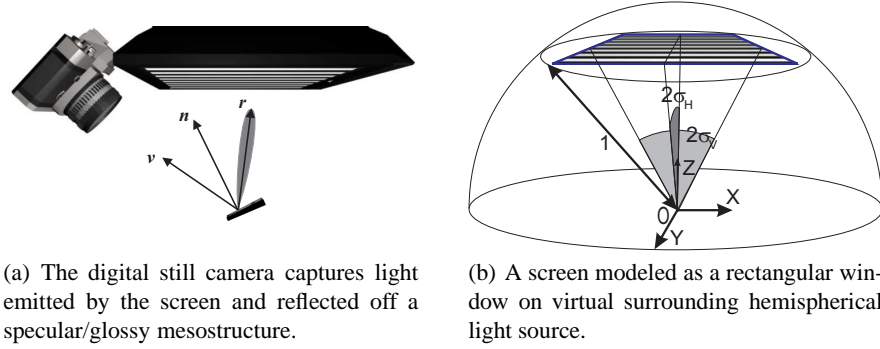 n
r
v
2σH
2σV
1
Z
0
X
Y
(a) The digital still camera captures light
emitted by the screen and reflected off a
specular/glossy mesostructure.
(b) A screen modeled as a rectangular win-
dow on virtual surrounding hemispherical
light source.